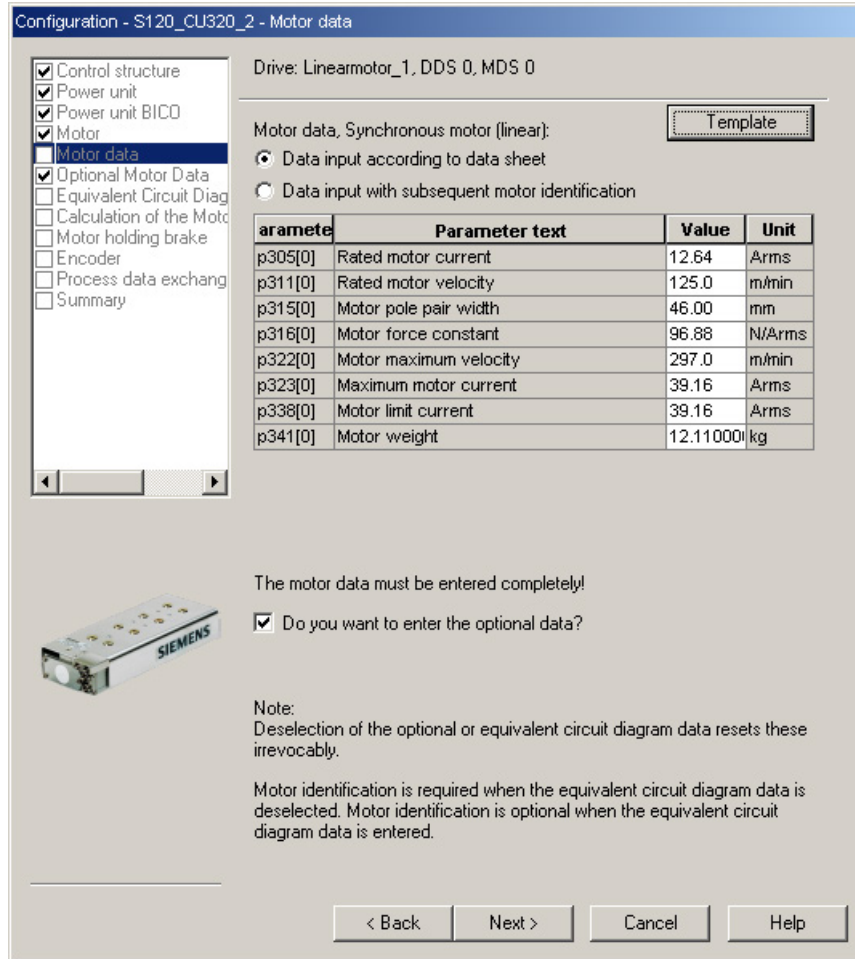 Configuration - S120_CU320_2 - Motor data
Control structure
Power unit
Power unit BICO
Motor
Motor data
Optional Motor Data
Equivalent Circuit Diag
Calculation of the Moto
Motor holding brake
Encoder
Process data exchang
Summary
Drive: Linearmotor_1, DDS 0, MDS 0
Motor data, Synchronous motor (linear):
Template
Data input according to data sheet
Data input with subsequent motor identification
aramete Parameter text Value Unit
p305[0] Rated motor current 12.64 Arms
p311[0] Rated motor velocity 125.0 m/min
p315[0] Motor pole pair width 46.00 mm
p316[0] Motor force constant 96.88 N/Arms
p322[0] Motor maximum velocity 297.0 m/min
p323[0] Maximum motor current 39.16 Arms
p338[0] Motor limit current 39.16 Arms
p341[0] Motor weight 12.11000 kg
SIEMENS
The motor data must be entered completely!
Do you want to enter the optional data?
Note:
Deselection of the optional or equivalent circuit diagram data resets these
irrevocably.
Motor identification is required when the equivalent circuit diagram data is
deselected. Motor identification is optional when the equivalent circuit
diagram data is entered.
< Back
Next >
Cancel
Help